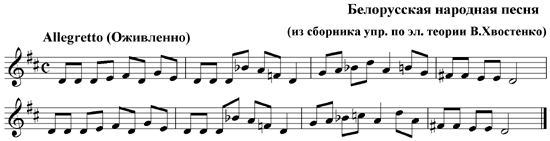 Белорусская народная песня
(из сборника упр. по эл. теории В.Хвостенко)
Allegretto (Оживленно)